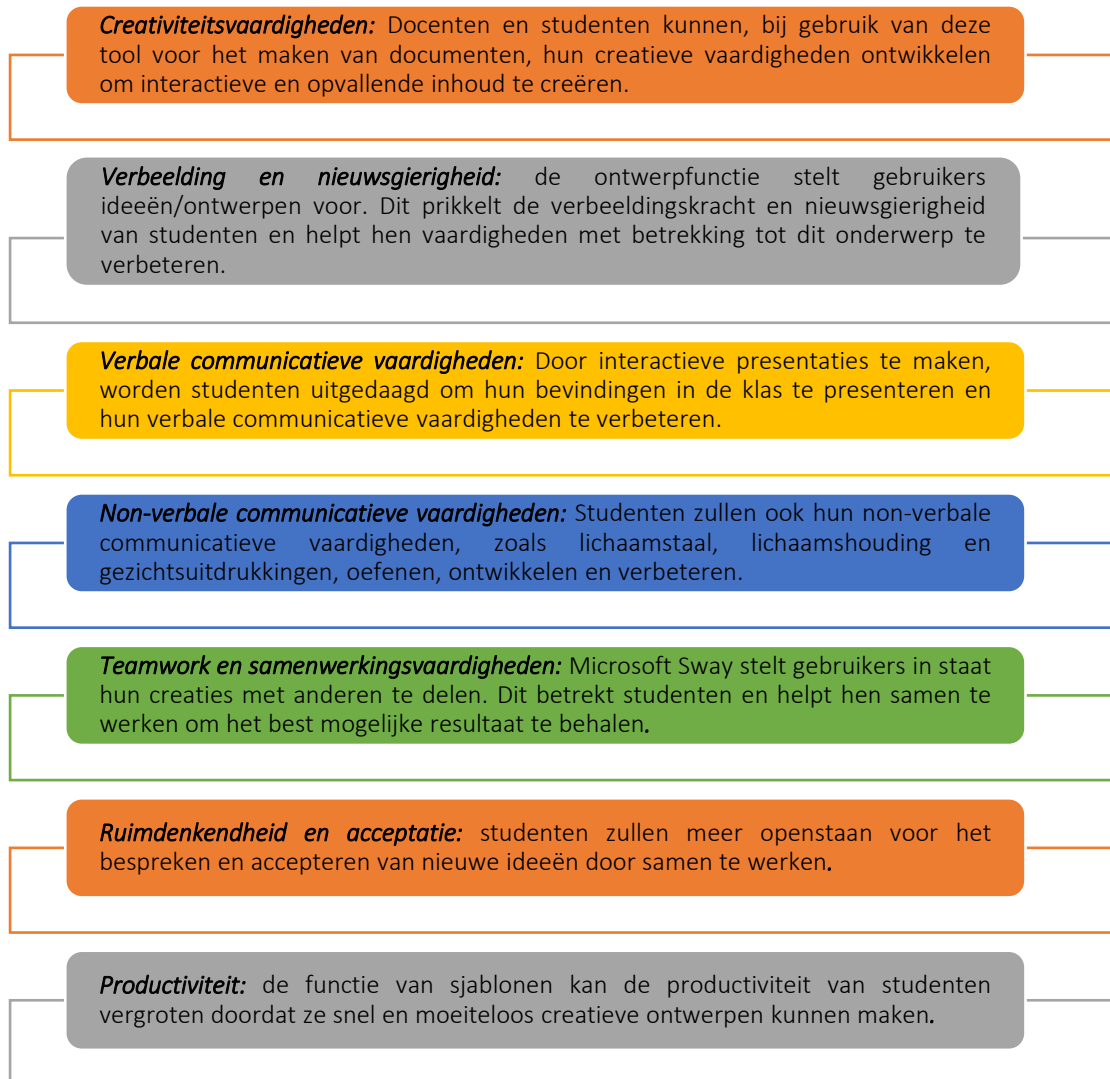 Creativiteitsvaardigheden: Docenten en studenten kunnen, bij gebruik van deze
tool voor het maken van documenten, hun creatieve vaardigheden ontwikkelen
om interactieve en opvallende inhoud te creëren.
Verbeelding en nieuwsgierigheid: de ontwerpfunctie stelt gebruikers
ideeën/ontwerpen voor. Dit prikkelt de verbeeldingskracht en nieuwsgierigheid
van studenten en helpt hen vaardigheden met betrekking tot dit onderwerp te
verbeteren.
Verbale communicatieve vaardigheden: Door interactieve presentaties te maken,
worden studenten uitgedaagd om hun bevindingen in de klas te presenteren en
hun verbale communicatieve vaardigheden te verbeteren.
Non-verbale communicatieve vaardigheden: Studenten zullen ook hun non-verbale
communicatieve vaardigheden, zoals lichaamstaal, lichaamshouding en
gezichtsuitdrukkingen, oefenen, ontwikkelen en verbeteren.
Teamwork en samenwerkingsvaardigheden: Microsoft Sway stelt gebruikers in staat
hun creaties met anderen te delen. Dit betrekt studenten en helpt hen samen te
werken om het best mogelijke resultaat te behalen.
Ruimdenkendheid en acceptatie: studenten zullen meer openstaan voor het
bespreken en accepteren van nieuwe ideeën door samen te werken.
Productiviteit: de functie van sjablonen kan de productiviteit van studenten
vergroten doordat ze snel en moeiteloos creatieve ontwerpen kunnen maken.